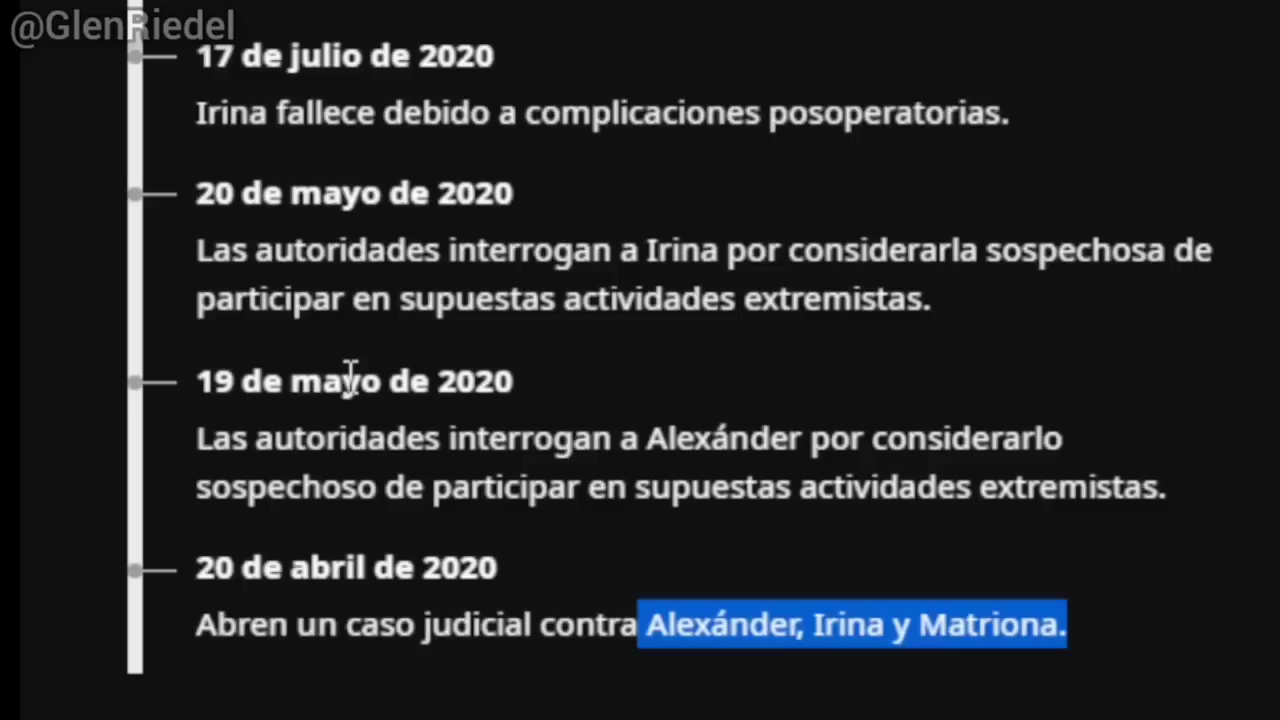 @GlenRiedel
17 de julio de 2020
Irina fallece debido a complicaciones posoperatorias.
20 de mayo de 2020
Las autoridades interrogan a Irina por considerarla sospechosa de
participar en supuestas actividades extremistas.
19 de mayo de 2020
Las autoridades interrogan a Alexánder por considerarlo
sospechoso de participar en supuestas actividades extremistas.
20 de abril de 2020
Abren un caso judicial contra Alexánder, Irina y Matriona.